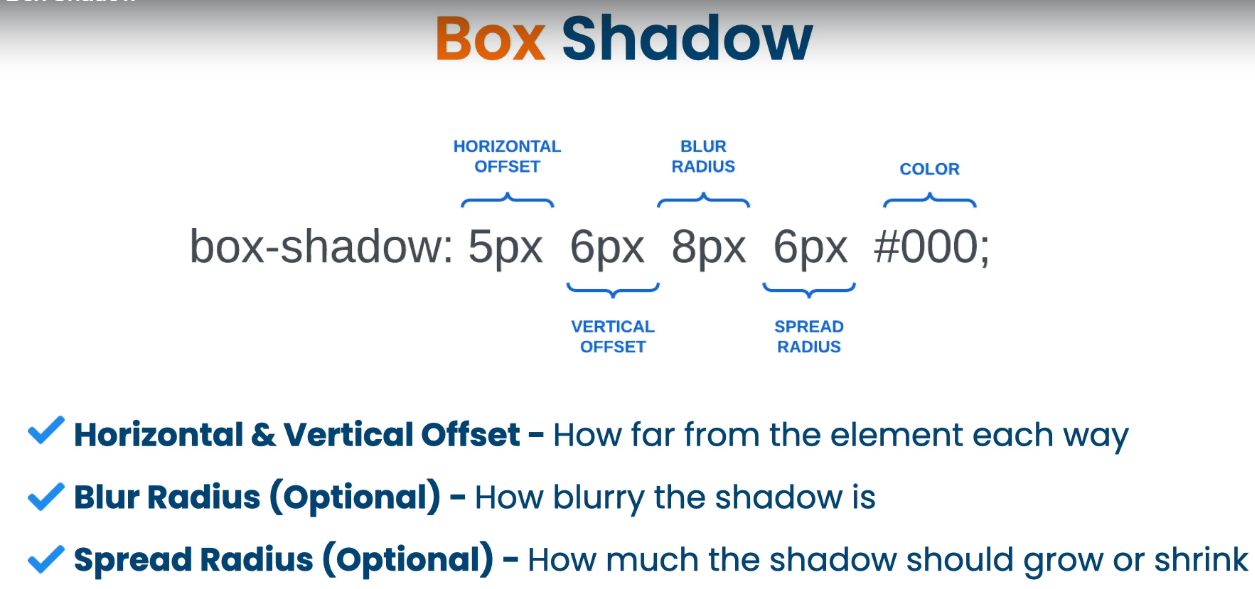 Box Shadow
HORIZONTAL
OFFSET
BLUR
RADIUS
COLOR
box-shadow: 5px 6px 8px 6px #000;
VERTICAL
OFFSET
SPREAD
RADIUS
Horizontal & Vertical Offset – How far from the element each way
Blur Radius (Optional) – How blurry the shadow is
Spread Radius (Optional) – How much the shadow should grow or shrink